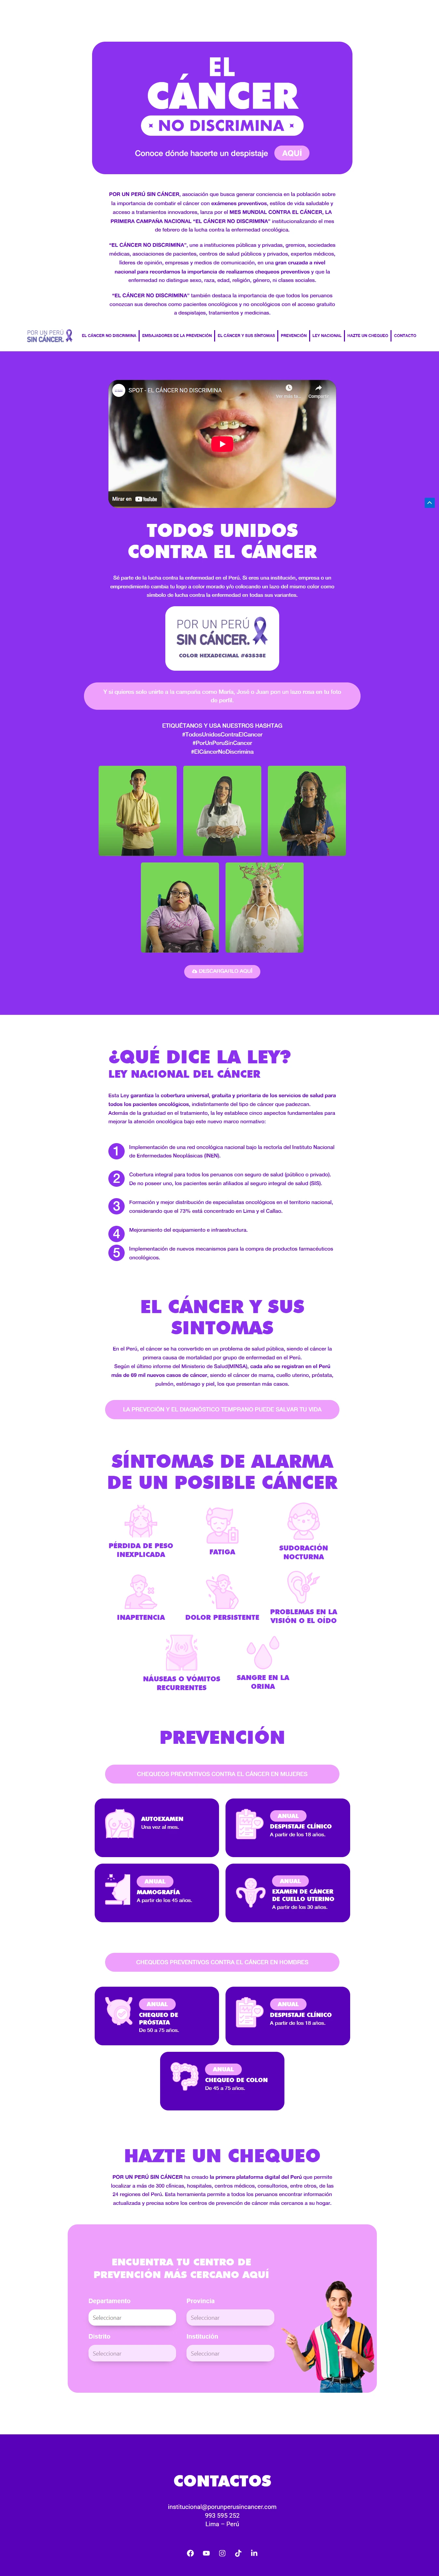 EL
CÁNCER
NO DISCRIMINA
Conoce dónde hacerte un despistaje AQUÍ
POR UN PERÚ SIN CÁNCER, asociación que busca generar conciencia en la población sobre
la importancia de combatir el cáncer con exámenes preventivos, estilos de vida saludable y
acceso a tratamientos innovadores, lanza por el MES MUNDIAL CONTRA EL CÁNCER, LA
PRIMERA CAMPAÑA NACIONAL "EL CÁNCER NO DISCRIMINA" institucionalizando el mes
de febrero de la lucha contra la enfermedad oncológica.
"EL CÁNCER NO DISCRIMINA", une a instituciones públicas y privadas, gremios, sociedades
médicas, asociaciones de pacientes, centros de salud públicos y privados, expertos médicos,
líderes de opinión, empresas y medios de comunicación, en una gran cruzada a nivel
nacional para recordarnos la importancia de realizarnos chequeos preventivos y que la
enfermedad no distingue sexo, raza, edad, religión, género, ni clases sociales.
"EL CÁNCER NO DISCRIMINA" también destaca la importancia de que todos los peruanos
conozcan sus derechos como pacientes oncológicos y no oncológicos con el acceso gratuito
a despistajes, tratamientos y medicinas.
POR UN PERÚ
SIN CÁNCER.
EL CÁNCER NO DISCRIMINA
EMBAJADORES DE LA PREVENCIÓN
EL CÁNCER Y SUS SÍNTOMAS
PREVENCIÓN
LEY NACIONAL
HAZTE UN CHEQUEO
CONTACTO
SPOT - EL CÁNCER NO DISCRIMINA
Ver más ta...
Compartir
Mirar en YouTube
TODOS UNIDOS
CONTRA EL CÁNCER
Sé parte de la lucha contra la enfermedad en el Perú. Si eres una institución, empresa o un
emprendimiento cambia tu logo a color morado y/o colocando un lazo del mismo color como
símbolo de lucha contra la enfermedad en todas sus variantes.
POR UN PERÚ
SIN CÁNCER.
COLOR HEXADECIMAL #63538E
Y si quieres solo unirte a la campaña como María, José o Juan pon un lazo rosa en tu foto
de perfil.
ETIQUÉTANOS Y USA NUESTROS HASHTAG
#TodosUnidosContraElCancer
#PorUnPeruSinCancer
#ElCáncerNoDiscrimina
DESCARGARLO AQUÍ
¿QUÉ DICE LA LEY?
LEY NACIONAL DEL CÁNCER
Esta Ley garantiza la cobertura universal, gratuita y prioritaria de los servicios de salud para
todos los pacientes oncológicos, indistintamente del tipo de cáncer que padezcan.
Además de la gratuidad en el tratamiento, la ley establece cinco aspectos fundamentales para
mejorar la atención oncológica bajo este nuevo marco normativo:
1 Implementación de una red oncológica nacional bajo la rectoría del Instituto Nacional
de Enfermedades Neoplásicas (INEN).
2 Cobertura integral para todos los peruanos con seguro de salud (público o privado).
De no poseer uno, los pacientes serán afiliados al seguro integral de salud (SIS).
3 Formación y mejor distribución de especialistas oncológicos en el territorio nacional,
considerando que el 73% está concentrado en Lima y el Callao.
4 Mejoramiento del equipamiento e infraestructura.
5 Implementación de nuevos mecanismos para la compra de productos farmacéuticos
oncológicos.
EL CÁNCER Y SUS
SINTOMAS
En el Perú, el cáncer se ha convertido en un problema de salud pública, siendo el cáncer la
primera causa de mortalidad por grupo de enfermedad en el Perú.
Según el último informe del Ministerio de Salud(MINSA), cada año se registran en el Perú
más de 69 mil nuevos casos de cáncer, siendo el cáncer de mama, cuello uterino, próstata,
pulmón, estómago y piel, los que presentan más casos.
LA PREVECIÓN Y EL DIAGNÓSTICO TEMPRANO PUEDE SALVAR TU VIDA
SÍNTOMAS DE ALARMA
DE UN POSIBLE CÁNCER
PÉRDIDA DE PESO
INEXPLICADA
FATIGA
SUDORACIÓN
NOCTURNA
INAPETENCIA
DOLOR PERSISTENTE
PROBLEMAS EN LA
VISIÓN O EL OÍDO
NÁUSEAS O VÓMITOS
RECURRENTES
SANGRE EN LA
ORINA
PREVENCIÓN
CHEQUEOS PREVENTIVOS CONTRA EL CÁNCER EN MUJERES
AUTOEXAMEN
Una vez al mes.
ANUAL
DESPISTAJE CLÍNICO
A partir de los 18 años.
ANUAL
MAMOGRAFÍA
A partir de los 45 años.
ANUAL
EXAMEN DE CÁNCER
DE CUELLO UTERINO
A partir de los 30 años.
CHEQUEOS PREVENTIVOS CONTRA EL CÁNCER EN HOMBRES
ANUAL
CHEQUEO DE
PRÓSTATA
De 50 a 75 años.
ANUAL
DESPISTAJE CLÍNICO
A partir de los 18 años.
ANUAL
CHEQUEO DE COLON
De 45 a 75 años.
HAZTE UN CHEQUEO
POR UN PERÚ SIN CÁNCER ha creado la primera plataforma digital del Perú que permite
localizar a más de 300 clínicas, hospitales, centros médicos, consultorios, entre otros, de las
24 regiones del Perú. Esta herramienta permite a todos los peruanos encontrar información
actualizada y precisa sobre los centros de prevención de cáncer más cercanos a su hogar.
ENCUENTRA TU CENTRO DE
PREVENCIÓN MÁS CERCANO AQUÍ
Departamento
Provincia
Seleccionar
Seleccionar
Distrito
Institución
Seleccionar
Seleccionar
CONTACTOS
institucional@porunperusincancer.com
993 595 252
Lima – Perú